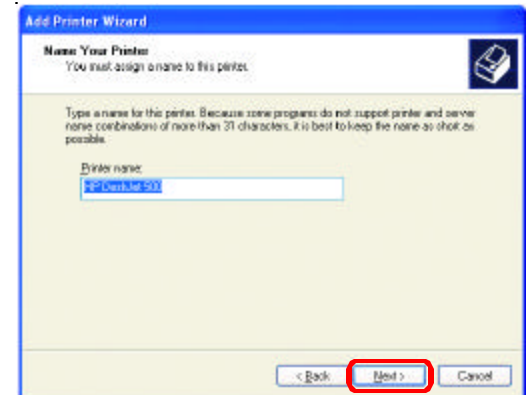 Add Printer Wizard
Name Your Printer
You must assign a name to this printer.
Type a name for this printer. Because some programs do not support printer and server
name combinations of more than 31 characters, it is best to keep the name as short as
possible.
Printer name:
HP DeskJet 500
< Back
Next >
Cancel